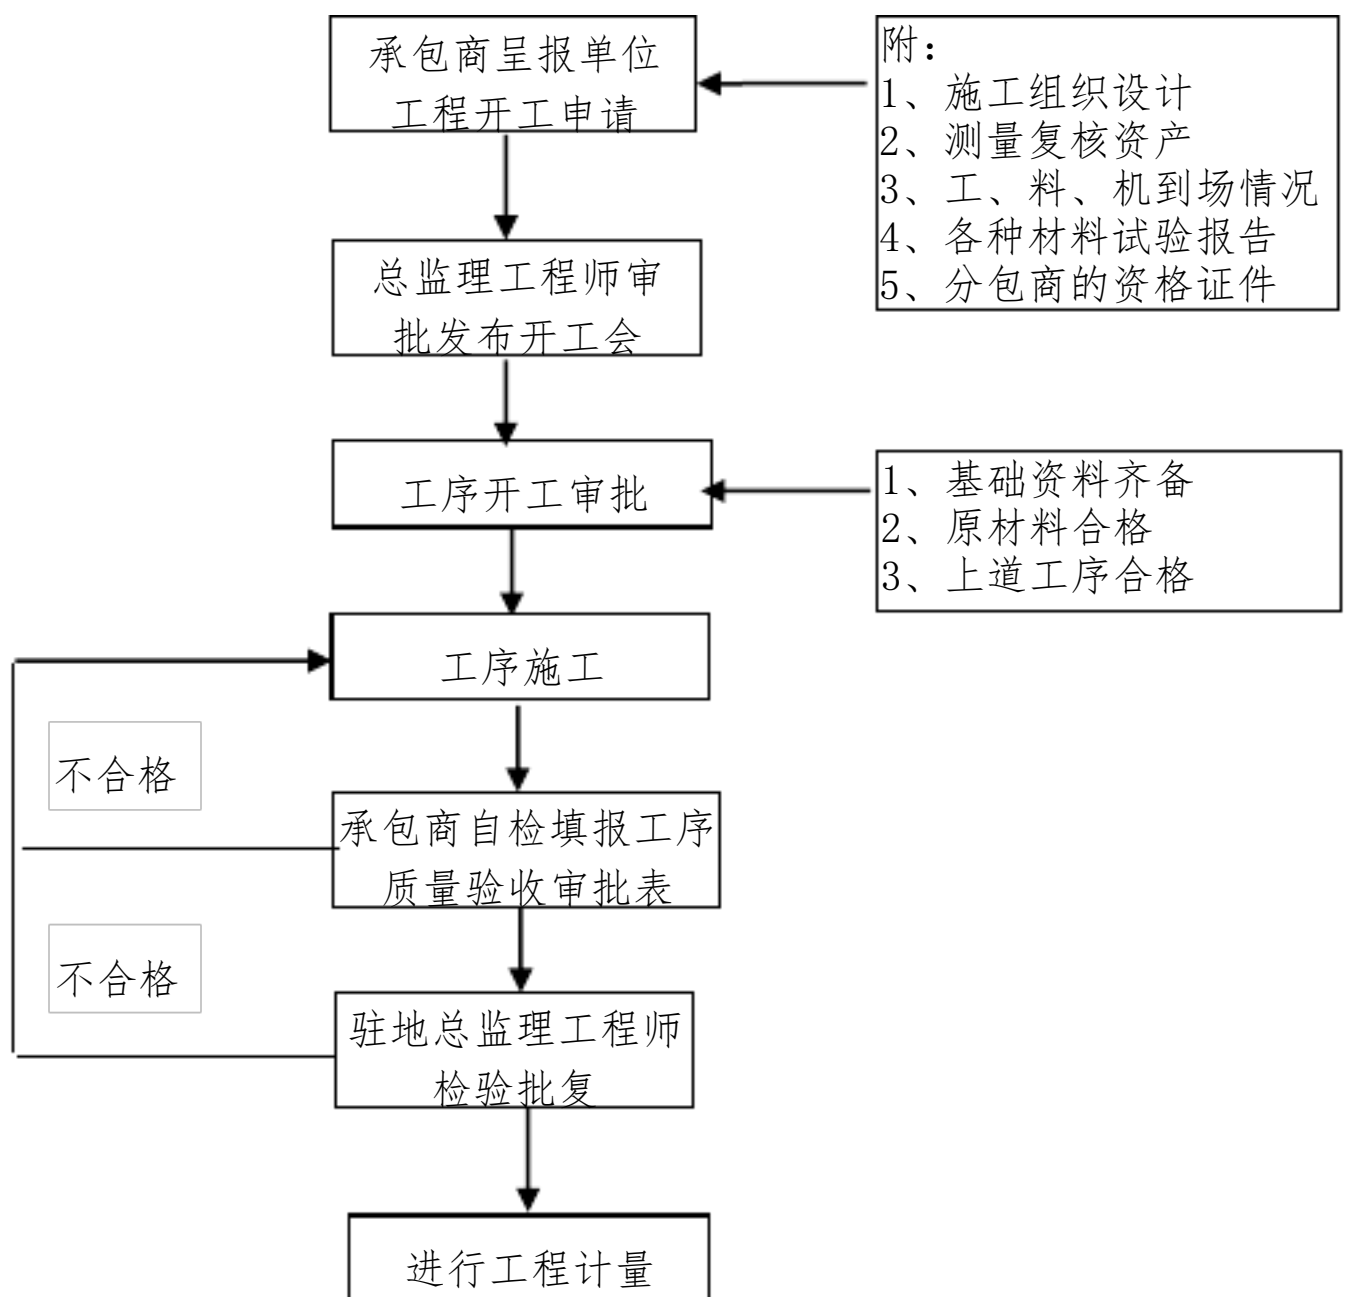 承包商呈报单位
工程开工申请
附：
1、施工组织设计
2、测量复核资产
3、工、料、机到场情况
4、各种材料试验报告
5、分包商的资格证件
总监理工程师审
批发布开工会
工序开工审批
1、基础资料齐备
2、原材料合格
3、上道工序合格
工序施工
不合格
承包商自检填报工序
质量验收审批表
不合格
驻地总监理工程师
检验批复
进行工程计量